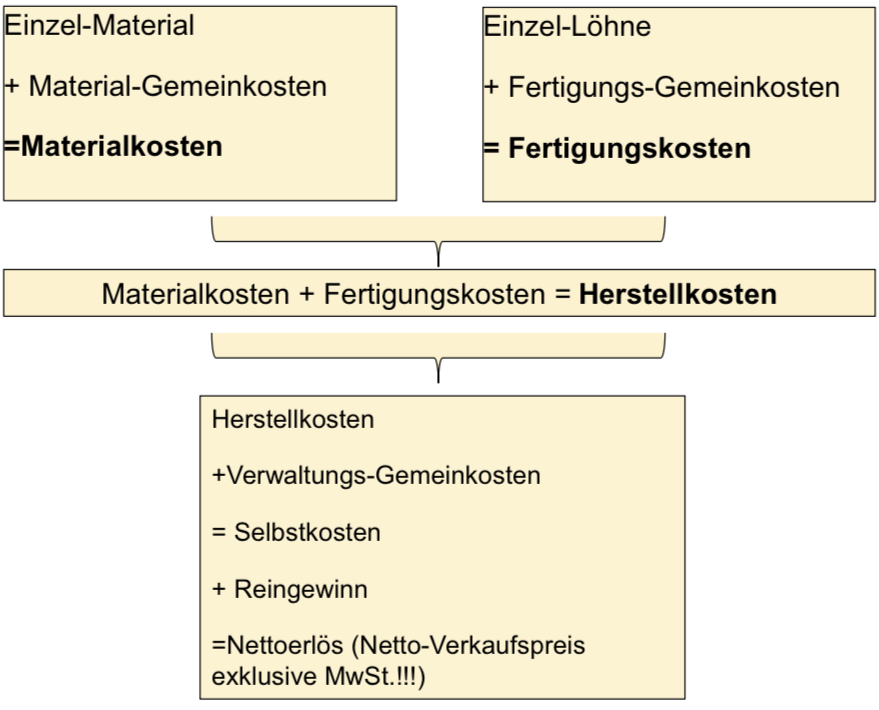 Einzel-Material
+ Material-Gemeinkosten
=Materialkosten
Einzel-Löhne
+ Fertigungs-Gemeinkosten
= Fertigungskosten
Materialkosten + Fertigungskosten = Herstellkosten
Herstellkosten
+Verwaltungs-Gemeinkosten
= Selbstkosten
+ Reingewinn
=Nettoerlös (Netto-Verkaufspreis
exklusive MwSt.!!!)